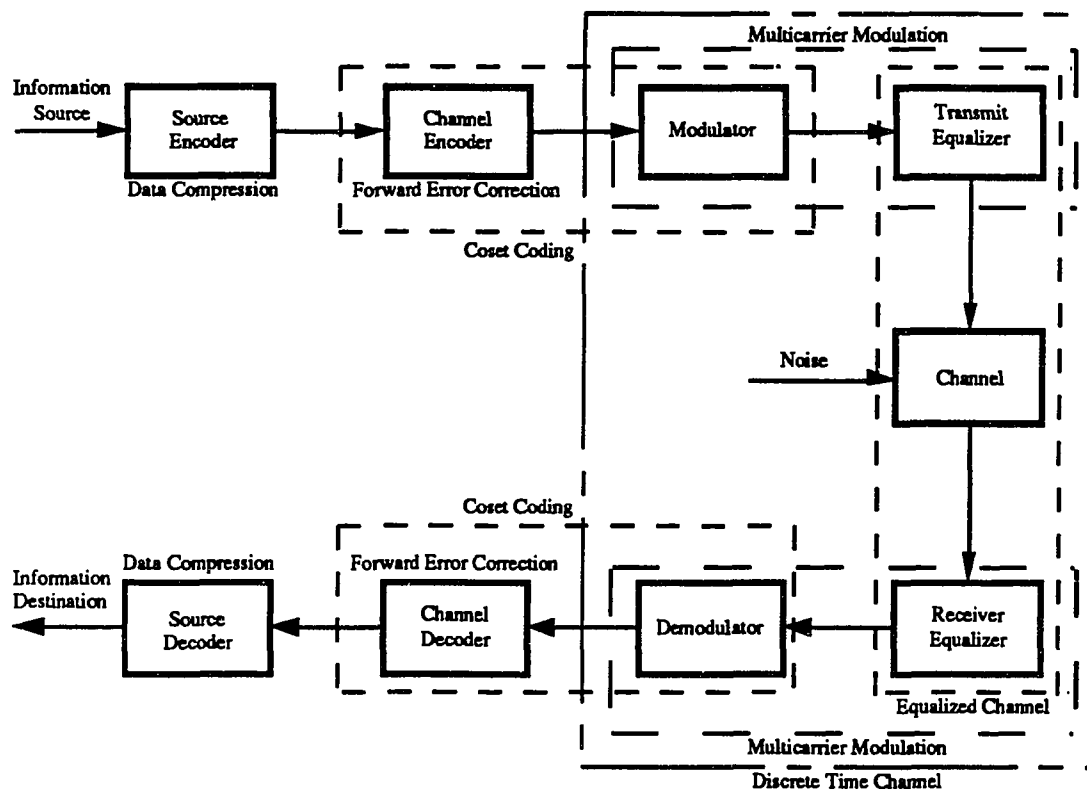 Multicarrier Modulation
Information
Source
Source
Encoder
Data Compression
Channel
Encoder
Forward Error Correction
Modulator
Transmit
Equalizer
Coset Coding
Noise
Channel
Coset Coding
Data Compression
Forward Error Correction
Information
Destination
Source
Decoder
Channel
Decoder
Demodulator
Receiver
Equalizer
Equalized Channel
Multicarrier Modulation
Discrete Time Channel